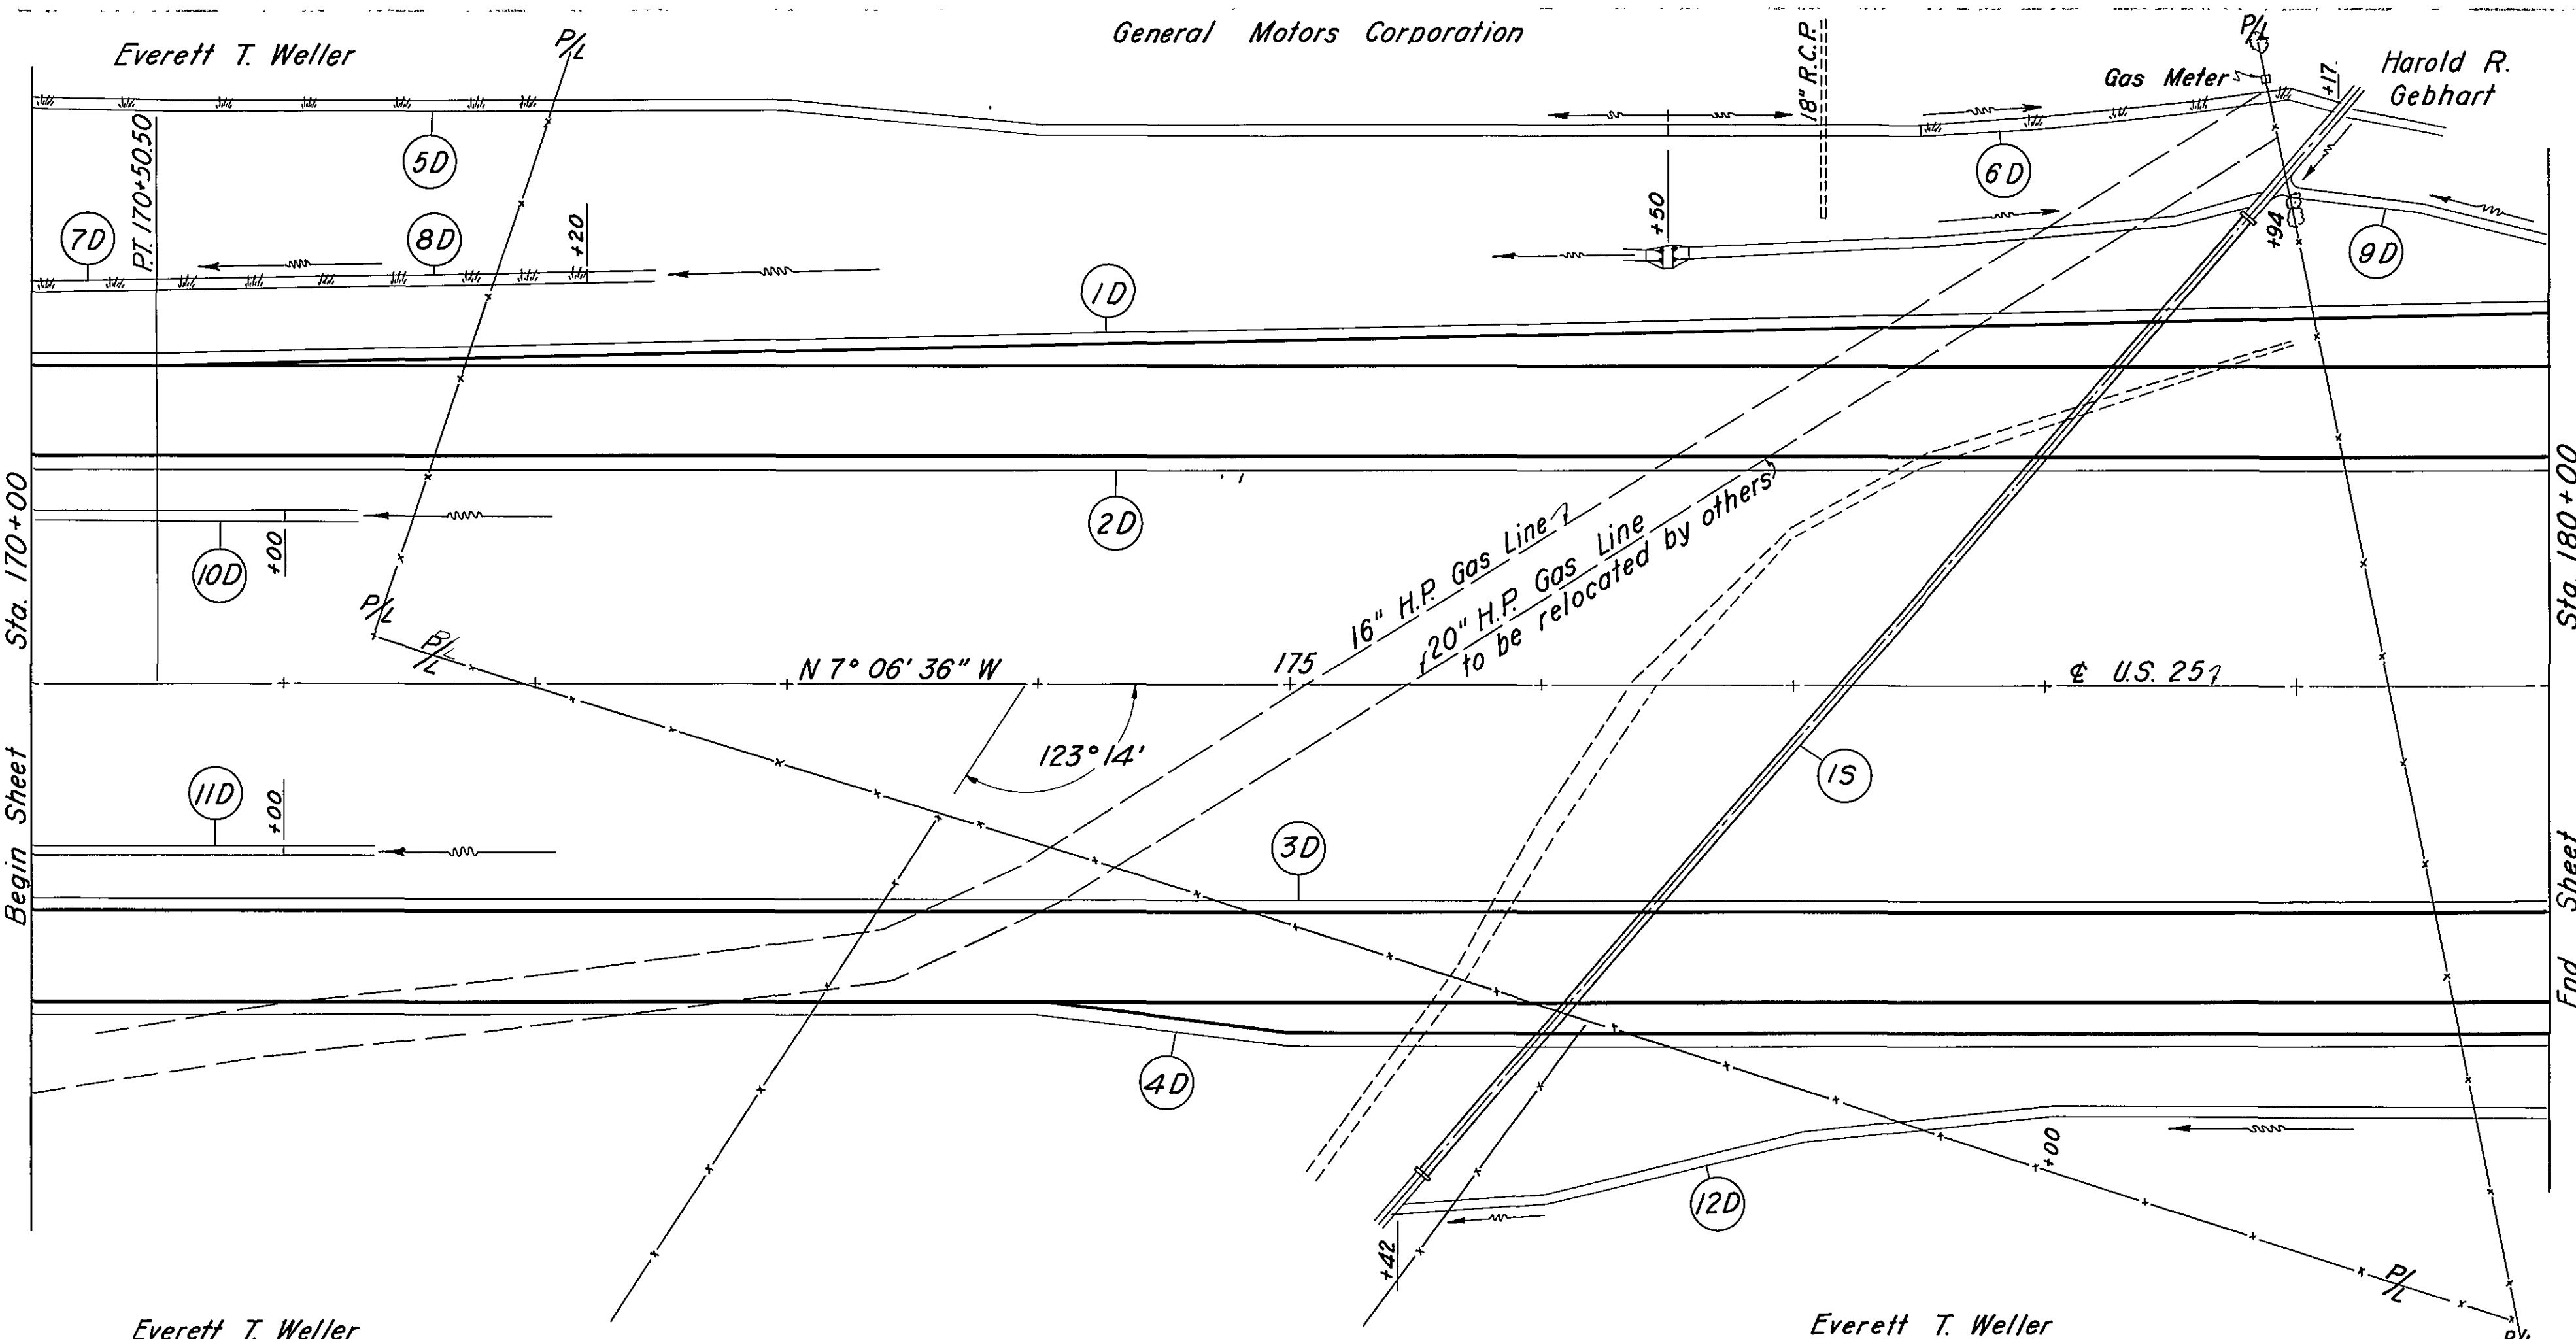 Everett T. Weller
P/L
General Motors Corporation
18" R.C.P.
P/L
Gas Meter
+17
Harold R.
Gebhart
P.T. 170+50.50
5D
6D
7D
8D
+20
+50
+94
9D
1D
Sta. 170+00
2D
Sta. 180+00
10D
+00
16" H.P. Gas Line
20" H.P. Gas Line
to be relocated by others
P/L
P/L
N 7° 06' 36" W
175
℄ U.S. 25
123° 14'
1S
11D
+00
Begin Sheet
3D
End Sheet
4D
+00
12D
+42
P/L
Everett T. Weller
Everett T. Weller